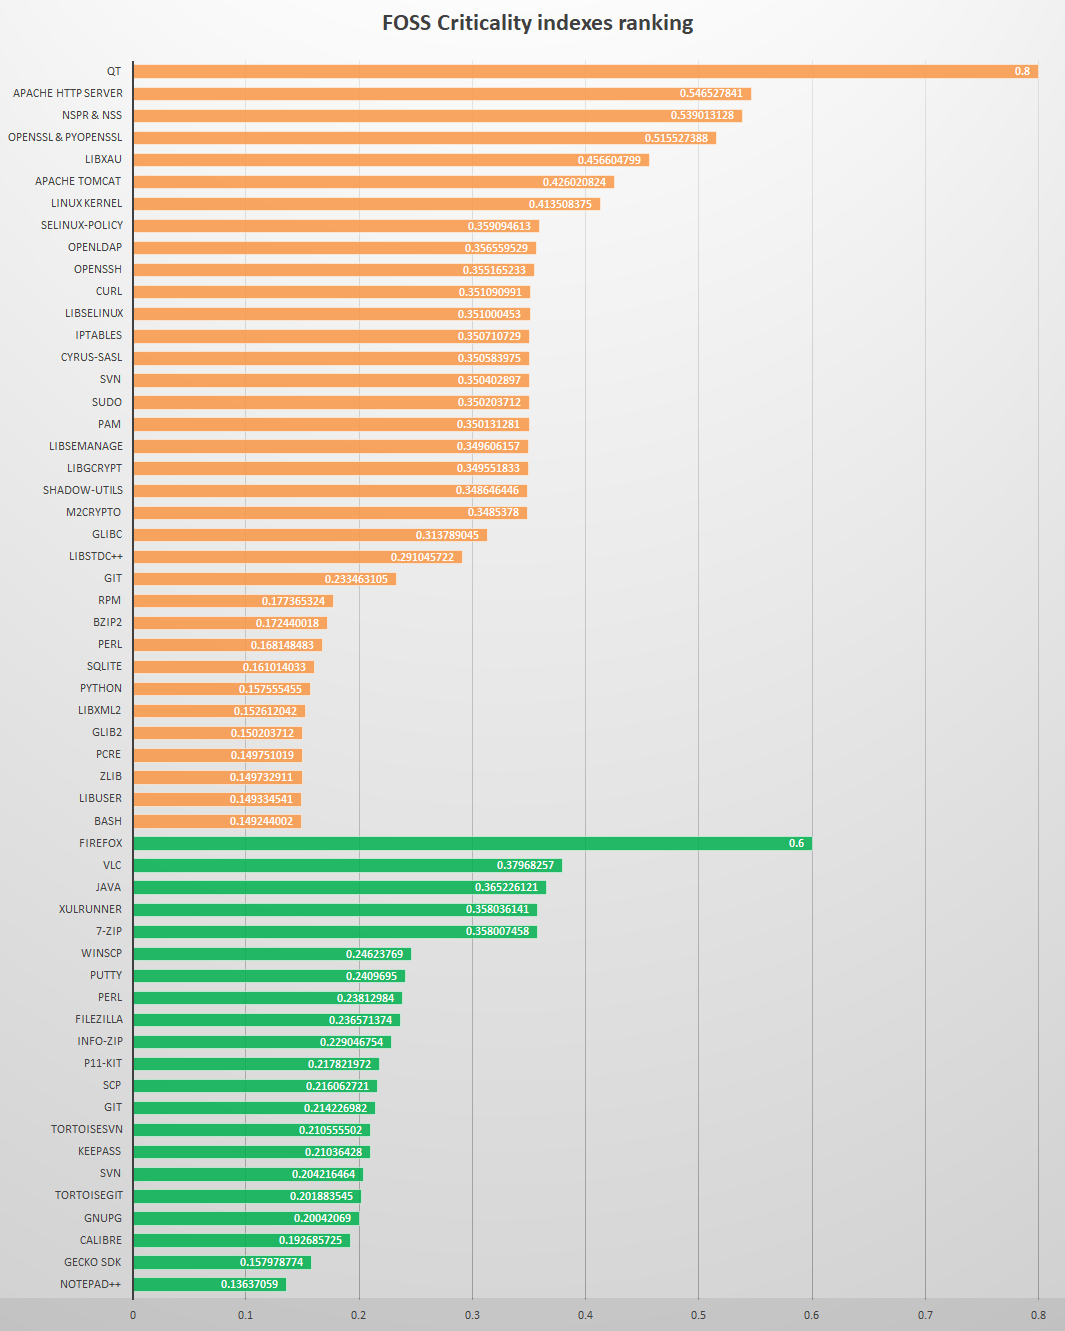 FOSS Criticality indexes ranking
QT 0.8
APACHE HTTP SERVER 0.546527841
NSPR & NSS 0.539013128
OPENSSL & PYOPENSSL 0.515527388
LIBXAU 0.456604799
APACHE TOMCAT 0.426020824
LINUX KERNEL 0.413508375
SELINUX-POLICY 0.359094613
OPENLDAP 0.356559529
OPENSSH 0.355165233
CURL 0.351090991
LIBSELINUX 0.351000453
IPTABLES 0.350710729
CYRUS-SASL 0.350583975
SVN 0.350402897
SUDO 0.350203712
PAM 0.350131281
LIBSEMANAGE 0.349606157
LIBGCRYPT 0.349551833
SHADOW-UTILS 0.348646446
M2CRYPTO 0.3485378
GLIBC 0.313789045
LIBSTDC++ 0.291045722
GIT 0.233463105
RPM 0.177365324
BZIP2 0.172440018
PERL 0.168148483
SQLITE 0.161014033
PYTHON 0.157555455
LIBXML2 0.152612042
GLIB2 0.150203712
PCRE 0.149751019
ZLIB 0.149732911
LIBUSER 0.149334541
BASH 0.149244002
FIREFOX 0.6
VLC 0.37968257
JAVA 0.365226121
XULRUNNER 0.358036141
7-ZIP 0.358007458
WINSCP 0.24623769
PUTTY 0.2409695
PERL 0.23812984
FILEZILLA 0.236571374
INFO-ZIP 0.229046754
P11-KIT 0.217821972
SCP 0.216062721
GIT 0.214226982
TORTOISESVN 0.210555502
KEEPASS 0.21036428
SVN 0.204216464
TORTOISEGIT 0.201883545
GNUPG 0.20042069
CALIBRE 0.192685725
GECKO SDK 0.157978774
NOTEPAD++ 0.13637059
0 0.1 0.2 0.3 0.4 0.5 0.6 0.7 0.8